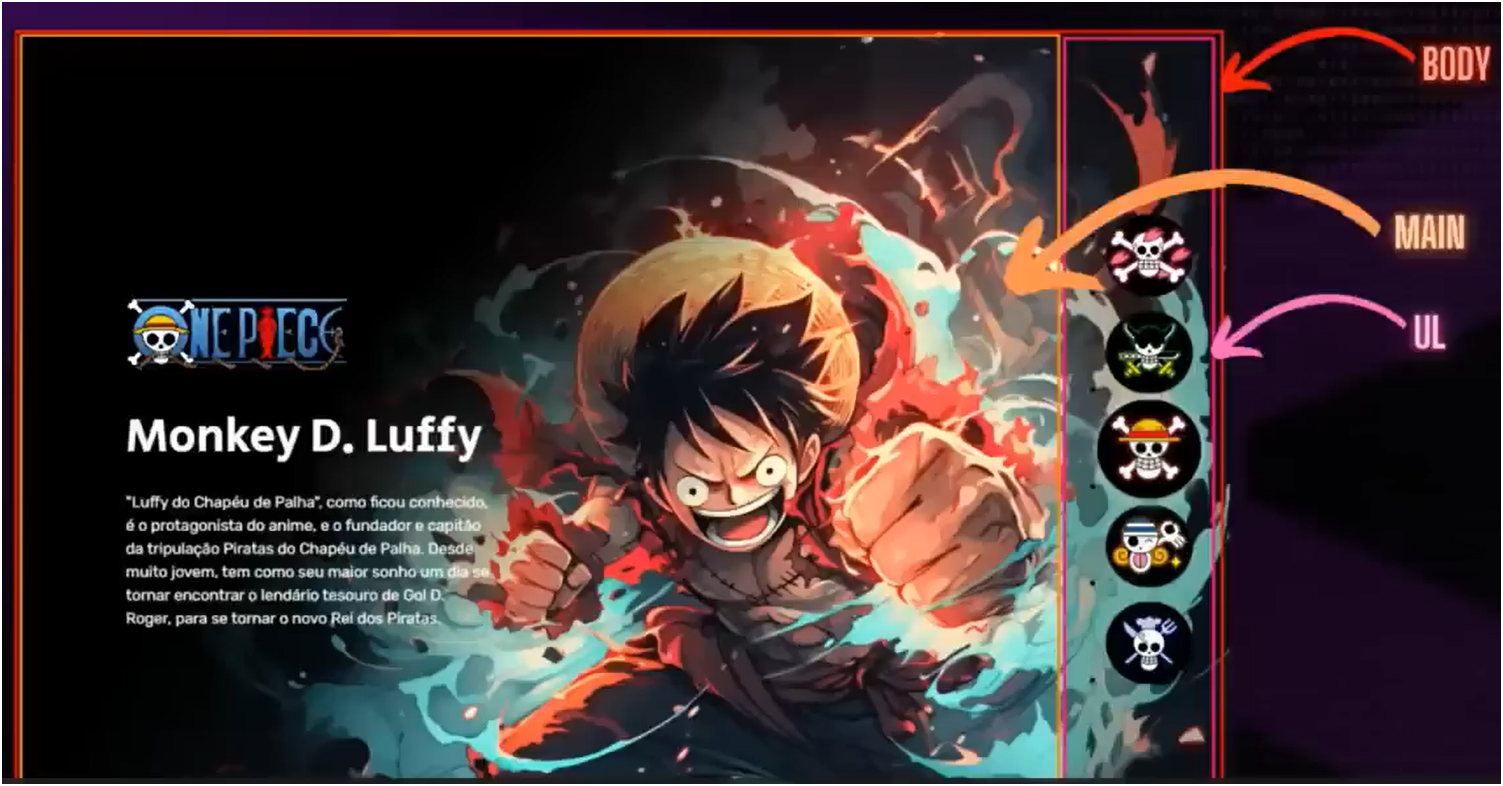 BODY
MAIN
UL
ONE PIECE
Monkey D. Luffy
"Luffy do Chapéu de Palha", como ficou conhecido,
é o protagonista do anime, e o fundador e capitão
da tripulação Piratas do Chapéu de Palha. Desde
muito jovem, tem como seu maior sonho um dia se
tornar encontrar o lendário tesouro de Gol D.
Roger, para se tornar o novo Rei dos Piratas.